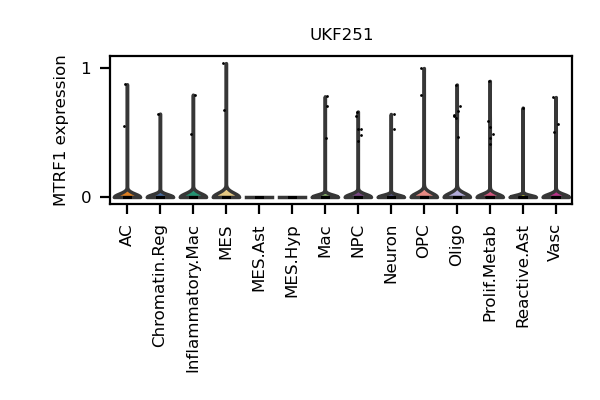 UKF251
MTRF1 expression
1
0
AC
Chromatin.Reg
Inflammatory.Mac
MES
MES.Ast
MES.Hyp
Mac
NPC
Neuron
OPC
Oligo
Prolif.Metab
Reactive.Ast
Vasc